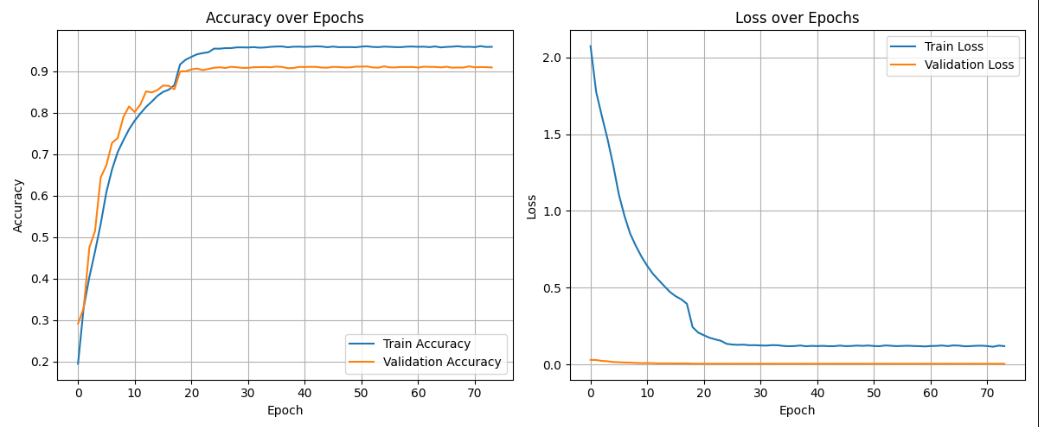 Accuracy over Epochs
0.9
0.8
0.7
0.6
0.5
0.4
0.3
0.2
Accuracy
0
10
20
30
40
50
60
70
Epoch
Train Accuracy
Validation Accuracy
Loss over Epochs
2.0
1.5
1.0
0.5
0.0
Loss
0
10
20
30
40
50
60
70
Epoch
Train Loss
Validation Loss